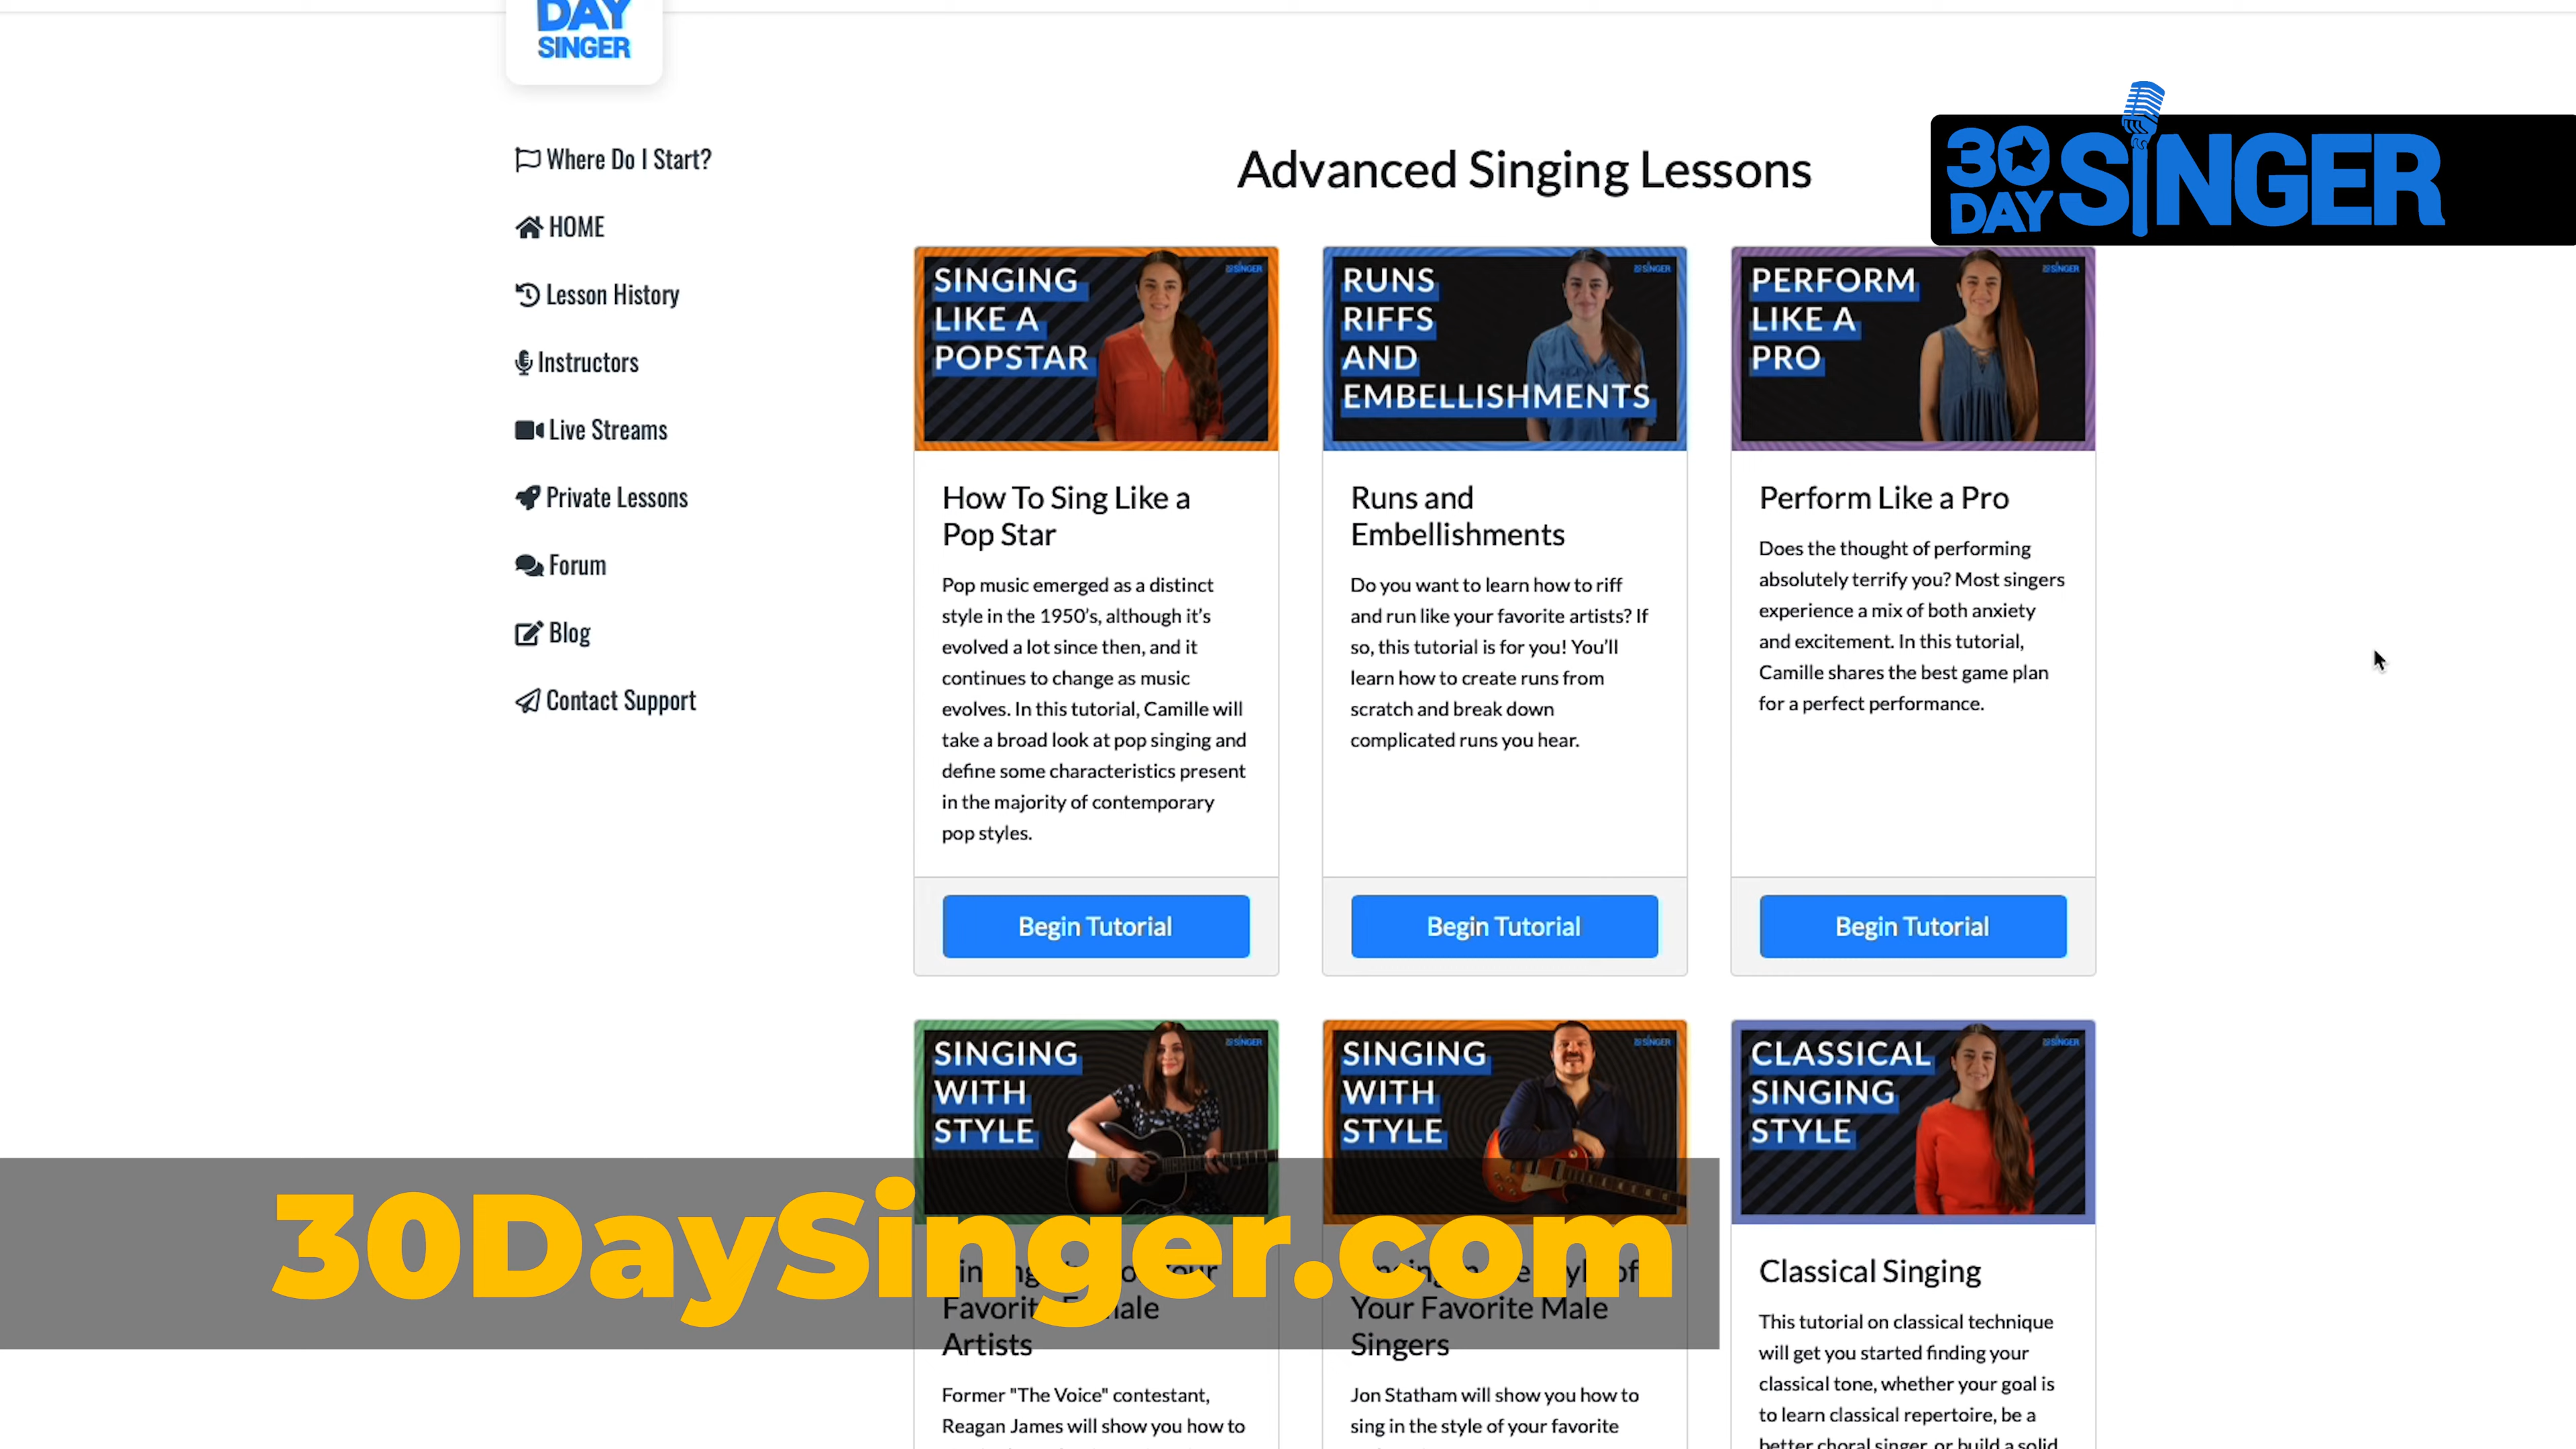 DAY
SINGER
Where Do I Start?
HOME
Lesson History
Instructors
Live Streams
Private Lessons
Forum
Blog
Contact Support
Advanced Singing Lessons
30
DAY
SINGER
SINGING
LIKE A
POPSTAR
How To Sing Like a
Pop Star
Pop music emerged as a distinct
style in the 1950's, although it's
evolved a lot since then, and it
continues to change as music
evolves. In this tutorial, Camille will
take a broad look at pop singing and
define some characteristics present
in the majority of contemporary
pop styles.
Begin Tutorial
RUNS
RIFFS
AND
EMBELLISHMENTS
Runs and
Embellishments
Do you want to learn how to riff
and run like your favorite artists? If
so, this tutorial is for you! You'll
learn how to create runs from
scratch and break down
complicated runs you hear.
Begin Tutorial
PERFORM
LIKE A
PRO
Perform Like a Pro
Does the thought of performing
absolutely terrify you? Most singers
experience a mix of both anxiety
and excitement. In this tutorial,
Camille shares the best game plan
for a perfect performance.
Begin Tutorial
SINGING
WITH
STYLE
Artists
Former "The Voice" contestant,
Reagan James will show you how to
SINGING
WITH
STYLE
Your Favorite Male
Singers
Jon Statham will show you how to
sing in the style of your favorite
CLASSICAL
SINGING
STYLE
Classical Singing
This tutorial on classical technique
will get you started finding your
classical tone, whether your goal is
to learn classical repertoire, be a
better choral singer, or build a solid
30DaySinger.com